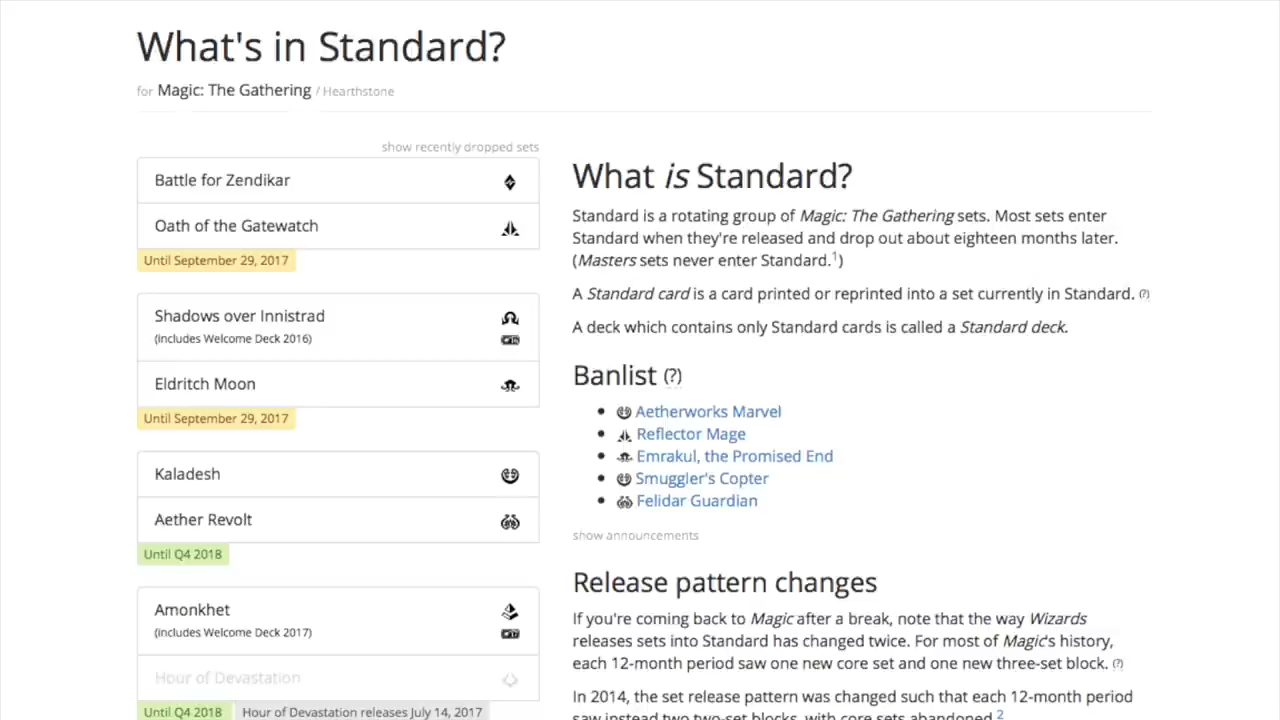 What's in Standard?
for Magic: The Gathering / Hearthstone
show recently dropped sets
Battle for Zendikar
Oath of the Gatewatch
Until September 29, 2017
Shadows over Innistrad
(includes Welcome Deck 2016)
Eldritch Moon
Until September 29, 2017
Kaladesh
Aether Revolt
Until Q4 2018
Amonkhet
(includes Welcome Deck 2017)
Hour of Devastation
Until Q4 2018 Hour of Devastation releases July 14, 2017
What is Standard?
Standard is a rotating group of Magic: The Gathering sets. Most sets enter
Standard when they're released and drop out about eighteen months later.
(Masters sets never enter Standard.1)
A Standard card is a card printed or reprinted into a set currently in Standard. (?)
A deck which contains only Standard cards is called a Standard deck.
Banlist (?)
• Aetherworks Marvel
• Reflector Mage
• Emrakul, the Promised End
• Smuggler's Copter
• Felidar Guardian
show announcements
Release pattern changes
If you're coming back to Magic after a break, note that the way Wizards
releases sets into Standard has changed twice. For most of Magic's history,
each 12-month period saw one new core set and one new three-set block. (?)
In 2014, the set release pattern was changed such that each 12-month period
saw instead two two-set blocks, with core sets abandoned.2